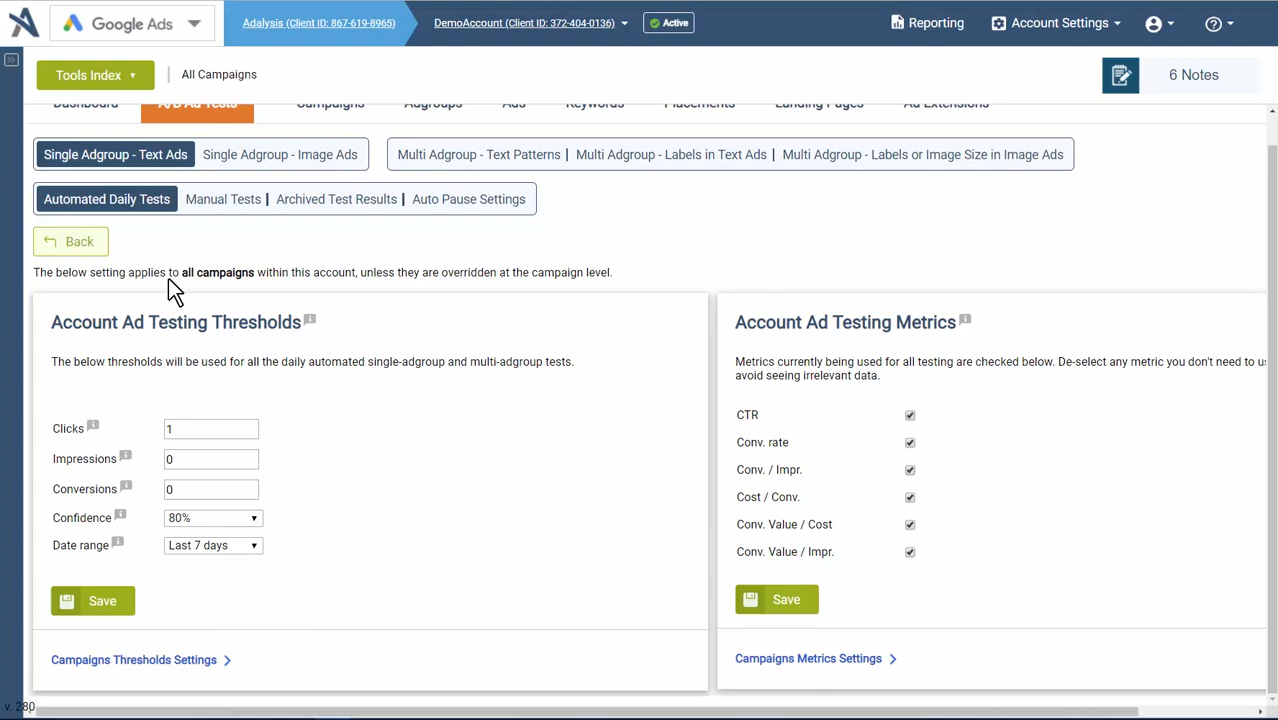 Google Ads
Adalysis (Client ID: 867-619-8965)
DemoAccount (Client ID: 372-404-0136)
Active
Reporting
Account Settings
Tools Index
All Campaigns
6 Notes
Dashboard
A/B Ad Tests
Campaigns
Adgroups
Ads
Keywords
Placements
Landing Pages
Ad Extensions
Single Adgroup - Text Ads
Single Adgroup - Image Ads
Multi Adgroup - Text Patterns |
Multi Adgroup - Labels in Text Ads |
Multi Adgroup - Labels or Image Size in Image Ads
Automated Daily Tests
Manual Tests |
Archived Test Results |
Auto Pause Settings
Back
The below setting applies to all campaigns within this account, unless they are overridden at the campaign level.
Account Ad Testing Thresholds
The below thresholds will be used for all the daily automated single-adgroup and multi-adgroup tests.
Clicks
1
Impressions
0
Conversions
0
Confidence
80%
Date range
Last 7 days
Save
Campaigns Thresholds Settings
Account Ad Testing Metrics
Metrics currently being used for all testing are checked below. De-select any metric you don't need to
avoid seeing irrelevant data.
CTR
Conv. rate
Conv. / Impr.
Cost / Conv.
Conv. Value / Cost
Conv. Value / Impr.
Save
Campaigns Metrics Settings
v. 280